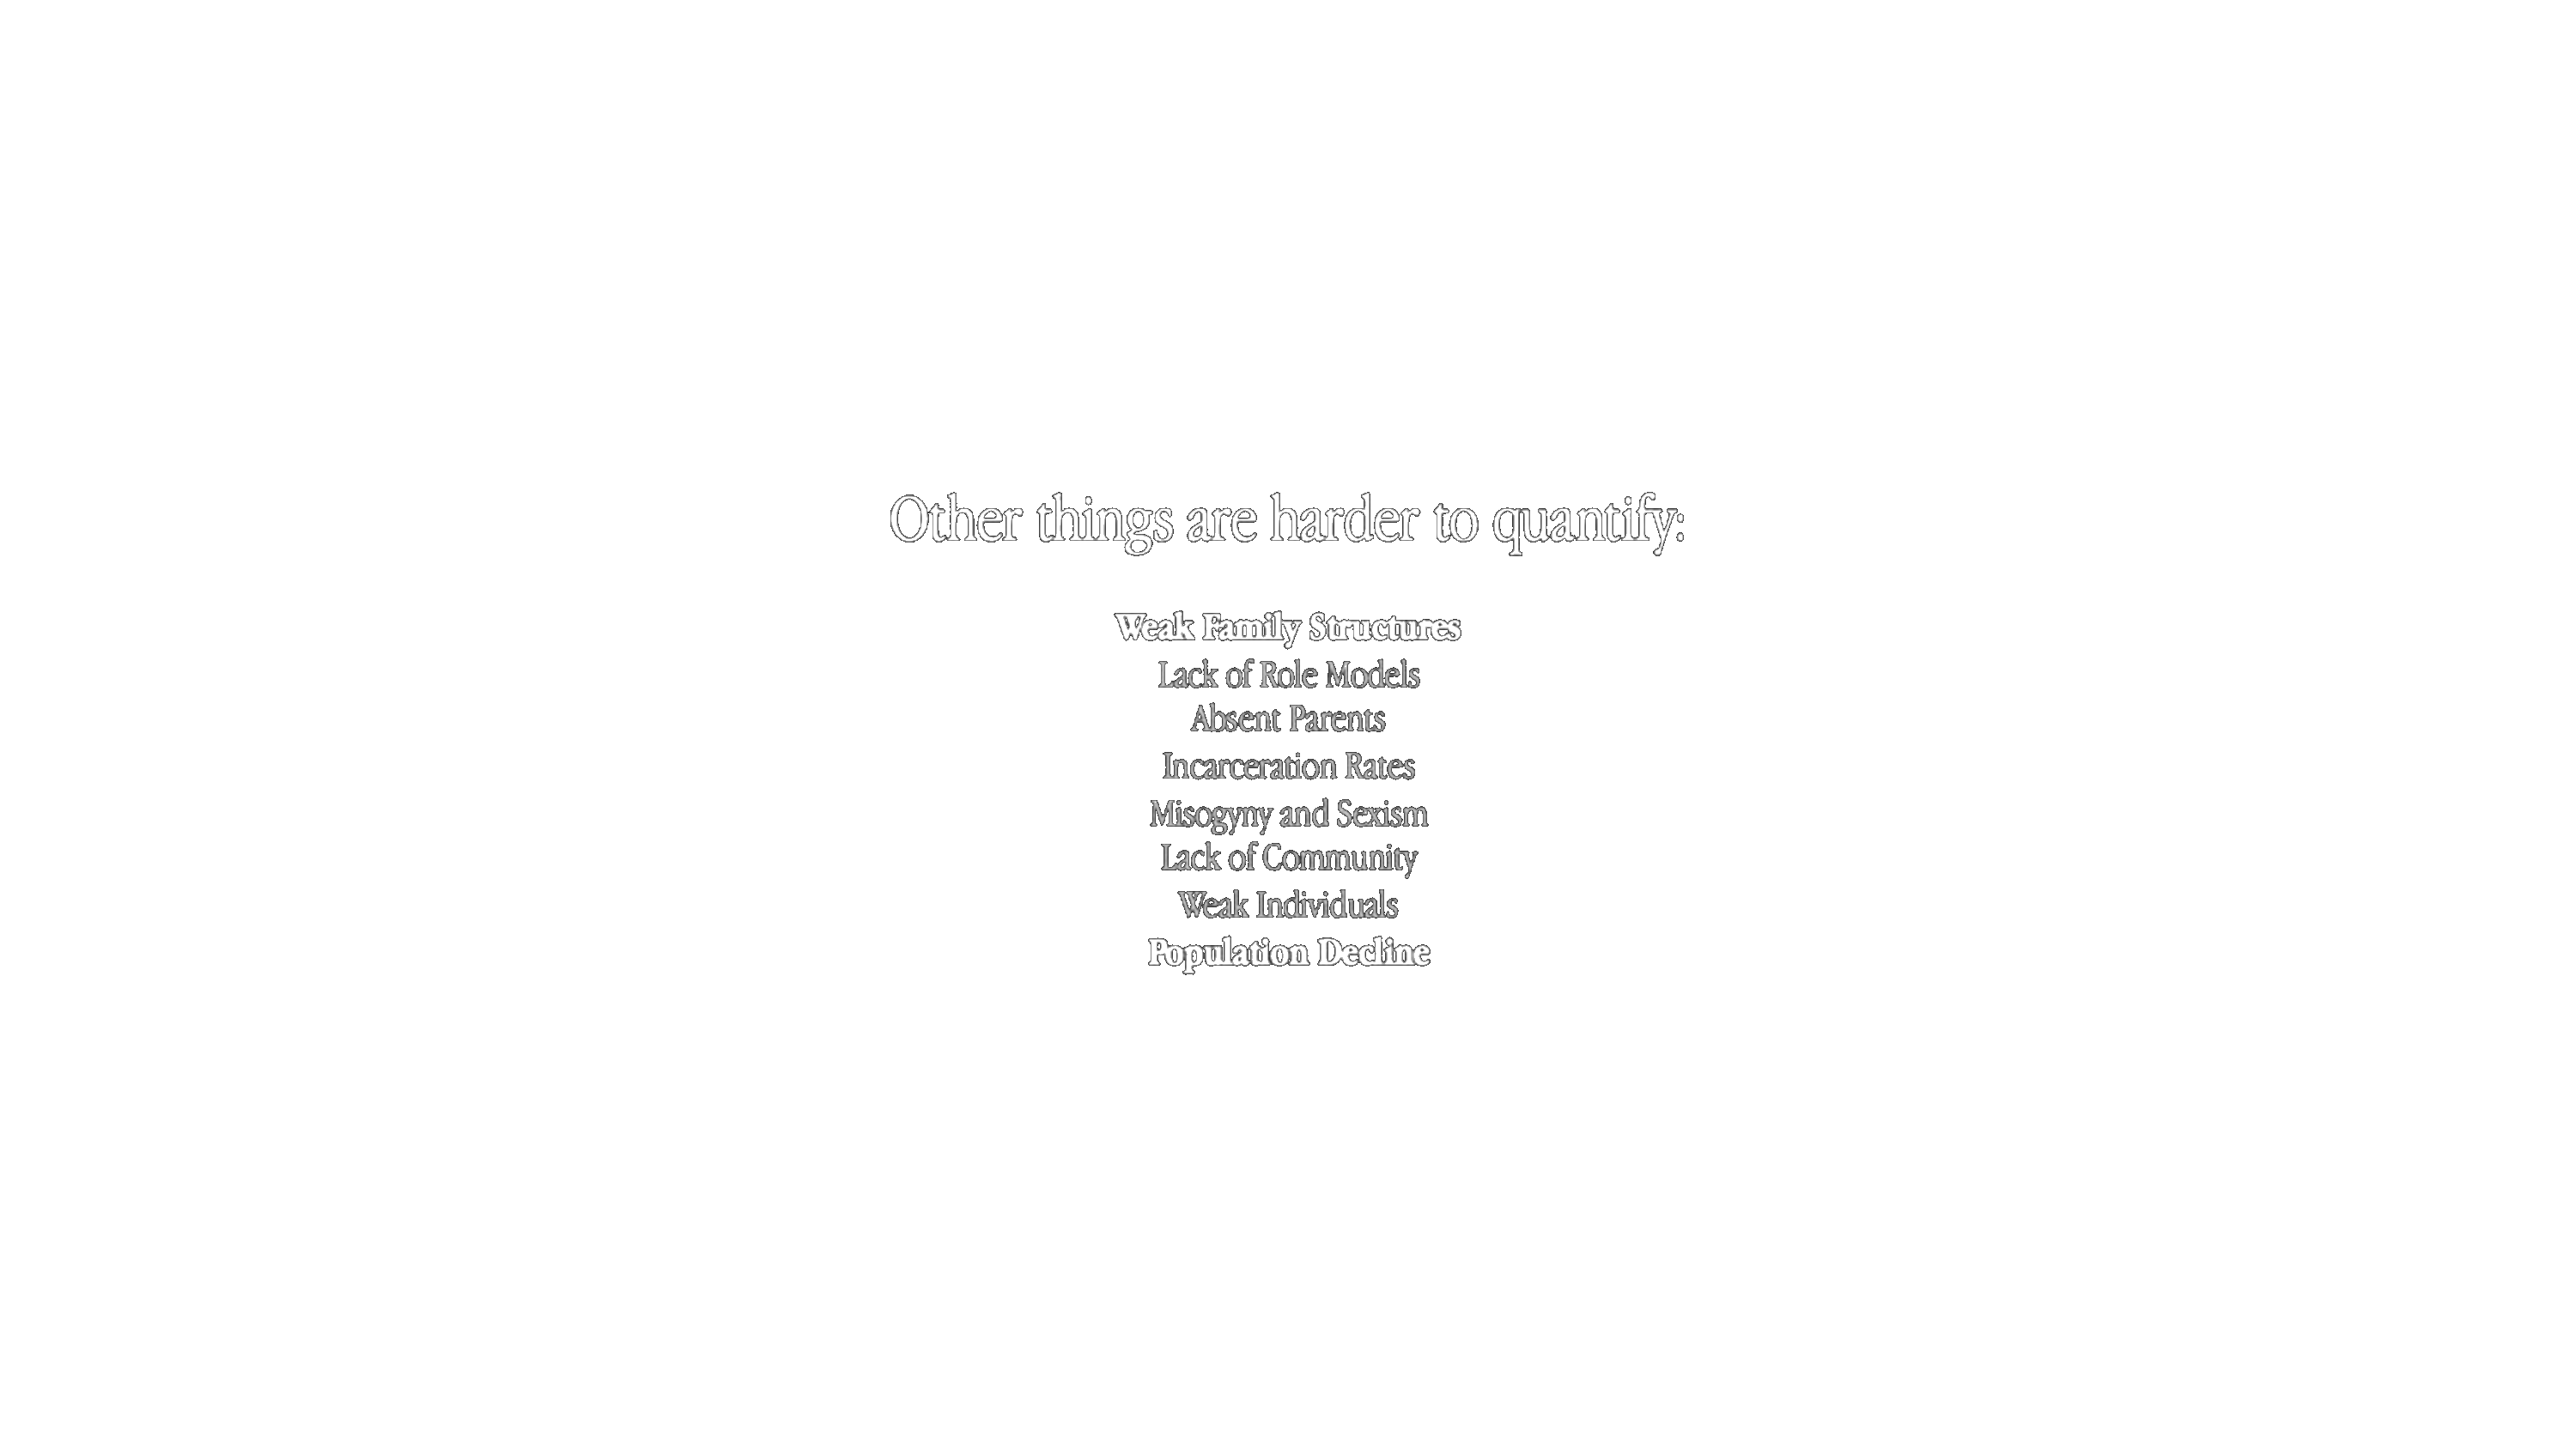 Other things are harder to quantify:
Weak Family Structures
Lack of Role Models
Absent Parents
Incarceration Rates
Misogyny and Sexism
Lack of Community
Weak Individuals
Population Decline